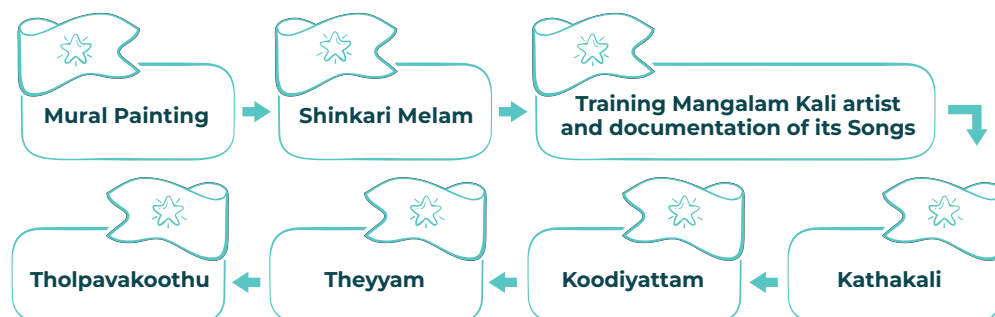 Mural Painting
Shinkari Melam
Training Mangalam Kali artist
and documentation of its Songs
Kathakali
Koodiyattam
Theyyam
Tholpavakoothu